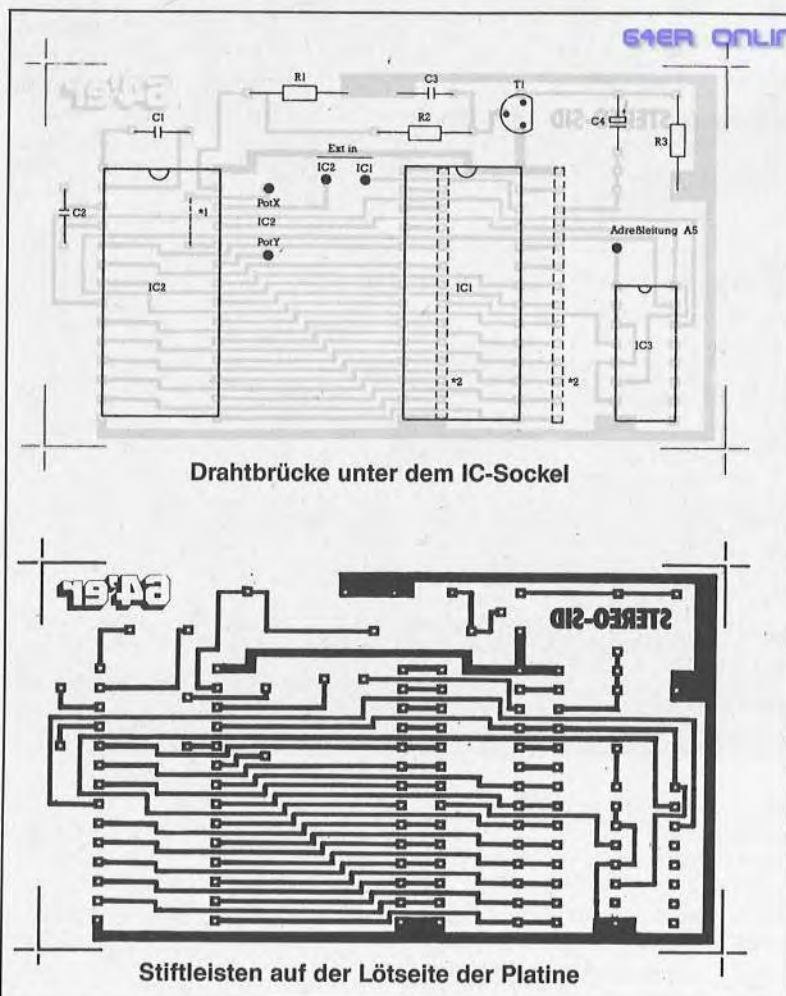 64ER ONLIN
64'er
R1
C3
T1
STEREO-SID
C1
R2
C4
R3
Ext in
IC2 IC1
C2
*1
PotX
IC2
PotY
Adreßleitung A5
IC2
IC1
IC3
*2
*2
Drahtbrücke unter dem IC-Sockel
64'er
STEREO-SID
Stiftleisten auf der Lötseite der Platine